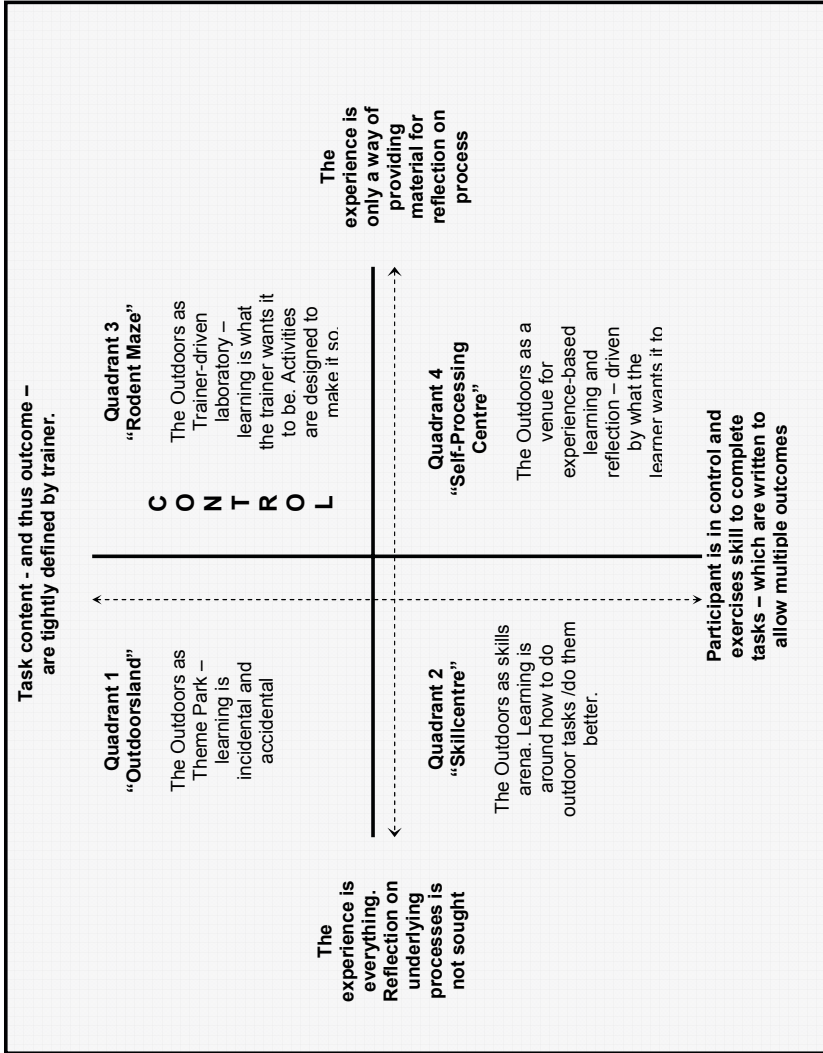 Task content - and thus outcome –
are tightly defined by trainer.
Quadrant 1
“Outdoorsland”
The Outdoors as
Theme Park –
learning is
incidental and
accidental
Quadrant 3
“Rodent Maze”
The Outdoors as
Trainer-driven
laboratory –
learning is what
the trainer wants it
to be. Activities
are designed to
make it so.
C
O
N
T
R
O
L
The
experience is
everything.
Reflection on
underlying
processes is
not sought
The
experience is
only a way of
providing
material for
reflection on
process
Quadrant 2
“Skillcentre”
The Outdoors as skills
arena. Learning is
around how to do
outdoor tasks /do them
better.
Quadrant 4
“Self-Processing
Centre”
The Outdoors as a
venue for
experience-based
learning and
reflection – driven
by what the
learner wants it to
Participant is in control and
exercises skill to complete
tasks – which are written to
allow multiple outcomes